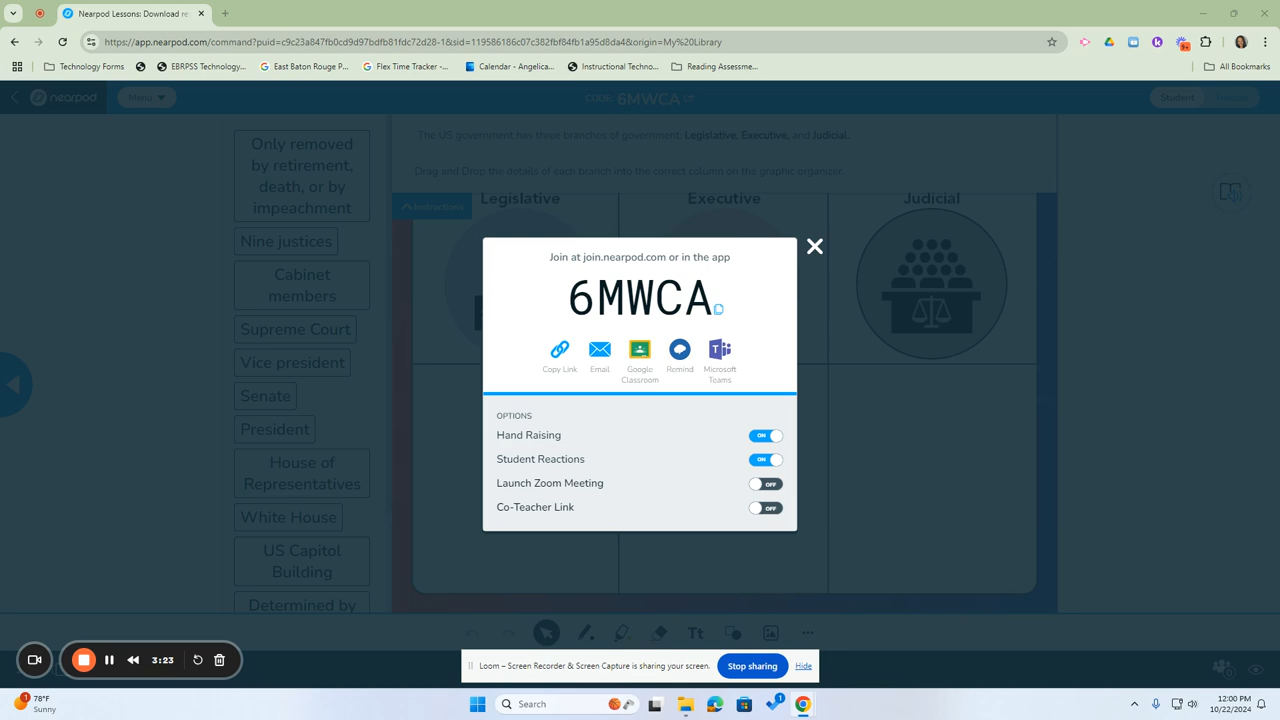 Nearpod Lessons: Download re
https://app.nearpod.com/command?puid=c9c23a847fb0cd9d97bdfb81fdc72d28-1&sid=119586186c07c382fbf84fb1a95d8da4&origin=My%20Library
Technology Forms
EBRPSS Technology...
East Baton Rouge P...
Flex Time Tracker -...
Calendar - Angelica...
Instructional Techno...
Reading Assessme...
All Bookmarks
nearpod
Menu
CODE: 6MWCA
Student
The US government has three branches of government: Legislative, Executive, and Judicial.
Drag and Drop the details of each branch into the correct column on the graphic organizer.
Instructions
Legislative
Executive
Judicial
Only removed
by retirement,
death, or by
impeachment
Nine justices
Cabinet
members
Supreme Court
Vice president
Senate
President
House of
Representatives
White House
US Capitol
Building
Determined by
Join at join.nearpod.com or in the app
6MWCA
Copy Link
Email
Google
Classroom
Remind
Microsoft
Teams
OPTIONS
Hand Raising
ON
Student Reactions
ON
Launch Zoom Meeting
OFF
Co-Teacher Link
OFF
Tt
3:23
Loom – Screen Recorder & Screen Capture is sharing your screen.
Stop sharing
Hide
1
78°F
Sunny
Search
1
12:00 PM
10/22/2024